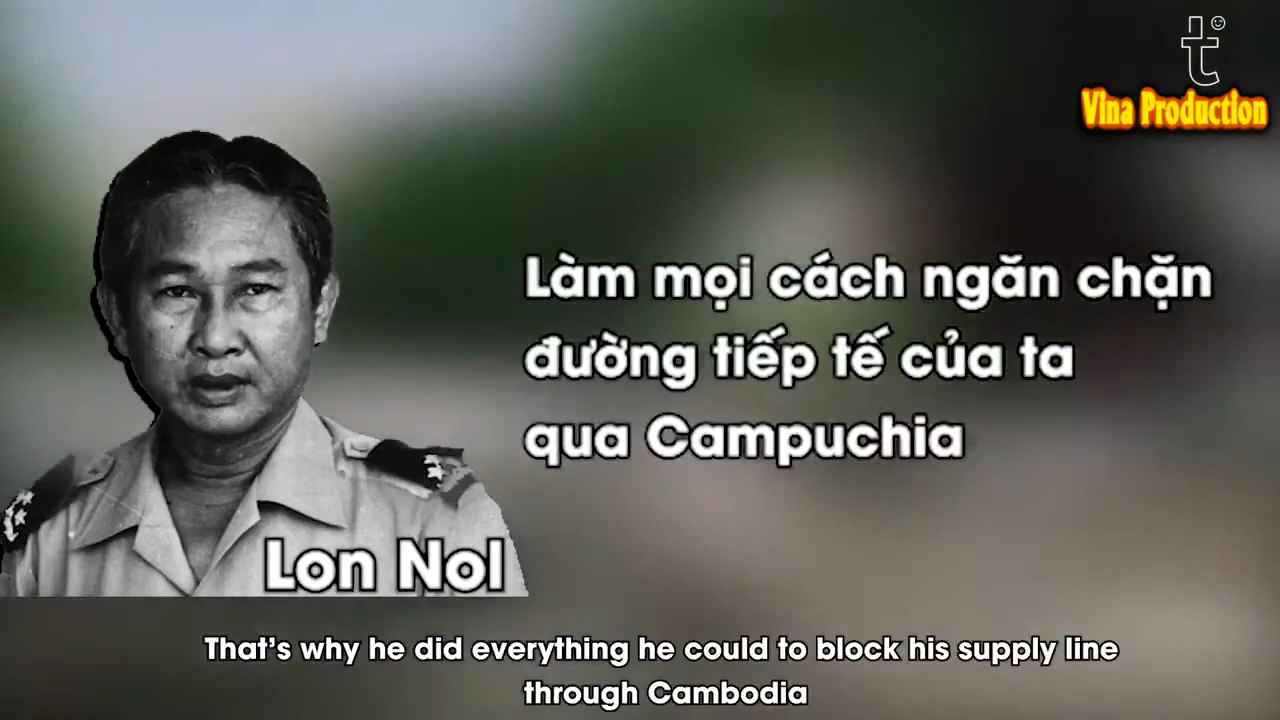 t
Vina Production
Làm mọi cách ngăn chặn
đường tiếp tế của ta
qua Campuchia
Lon Nol
That's why he did everything he could to block his supply line
through Cambodia